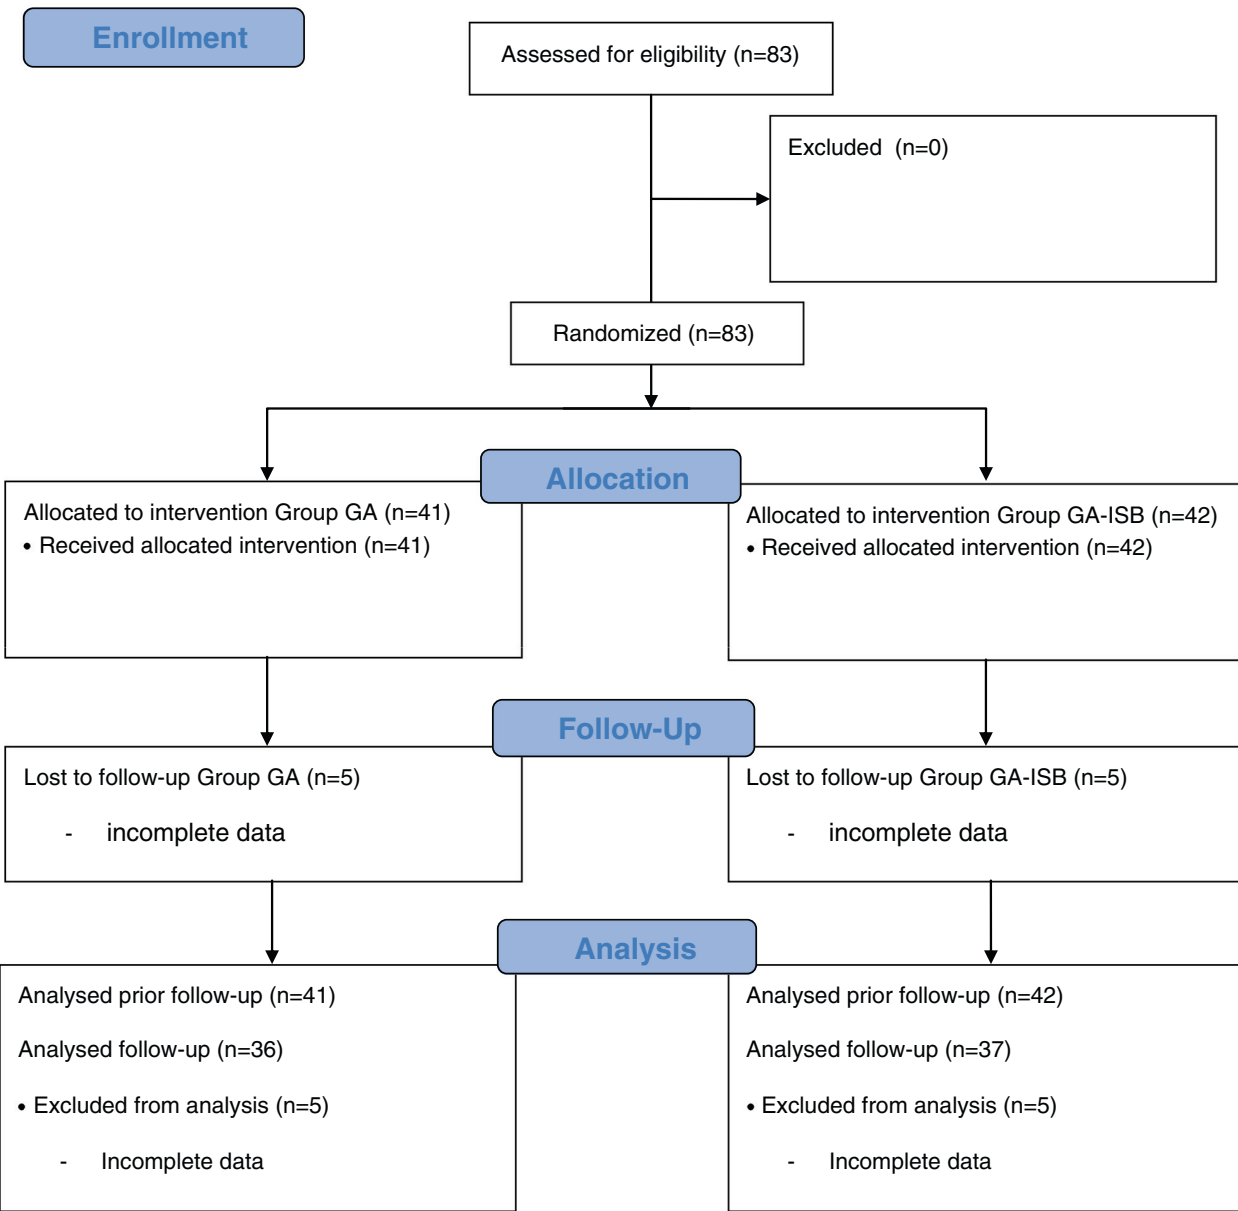 Enrollment
Assessed for eligibility (n=83)
Excluded (n=0)
Randomized (n=83)
Allocation
Allocated to intervention Group GA (n=41)
• Received allocated intervention (n=41)
Allocated to intervention Group GA-ISB (n=42)
• Received allocated intervention (n=42)
Follow-Up
Lost to follow-up Group GA (n=5)
- incomplete data
Lost to follow-up Group GA-ISB (n=5)
- incomplete data
Analysis
Analysed prior follow-up (n=41)
Analysed follow-up (n=36)
• Excluded from analysis (n=5)
- Incomplete data
Analysed prior follow-up (n=42)
Analysed follow-up (n=37)
• Excluded from analysis (n=5)
- Incomplete data